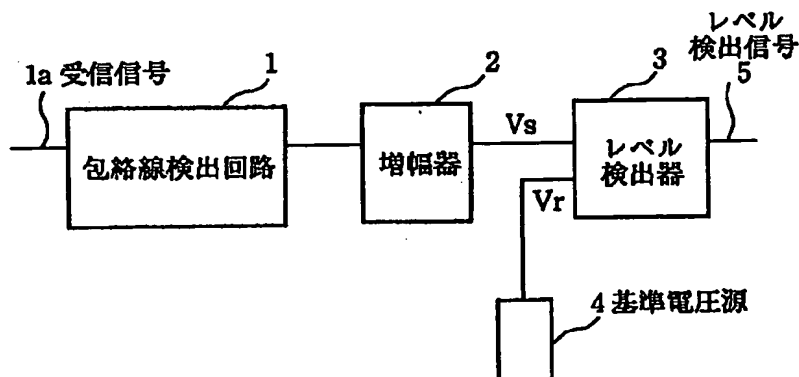 レベル
検出信号
5
1a 受信信号
1
2
3
包絡線検出回路
増幅器
Vs
レベル
検出器
Vr
4 基準電圧源